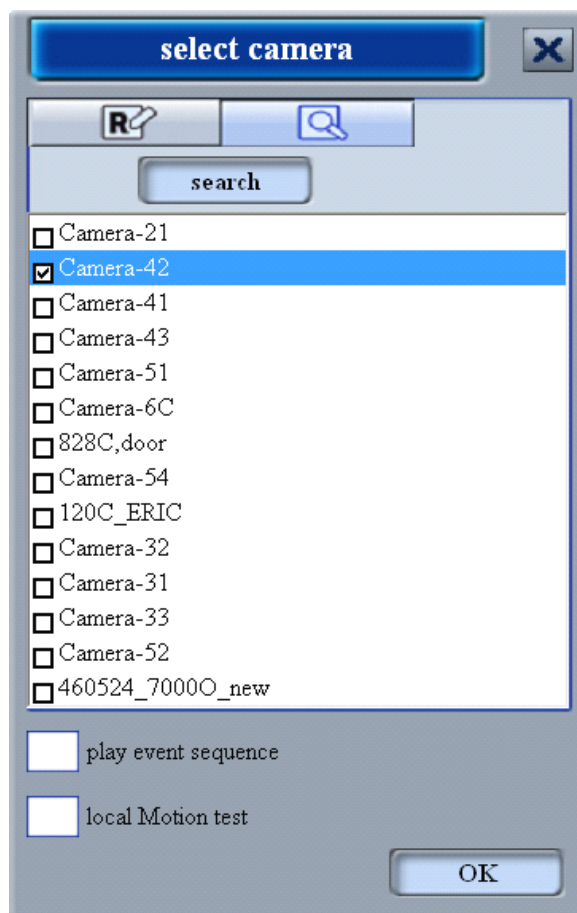 select camera
R
search
Camera-21
Camera-42
Camera-41
Camera-43
Camera-51
Camera-6C
828C,door
Camera-54
120C_ERIC
Camera-32
Camera-31
Camera-33
Camera-52
460524_7000O_new
play event sequence
local Motion test
OK